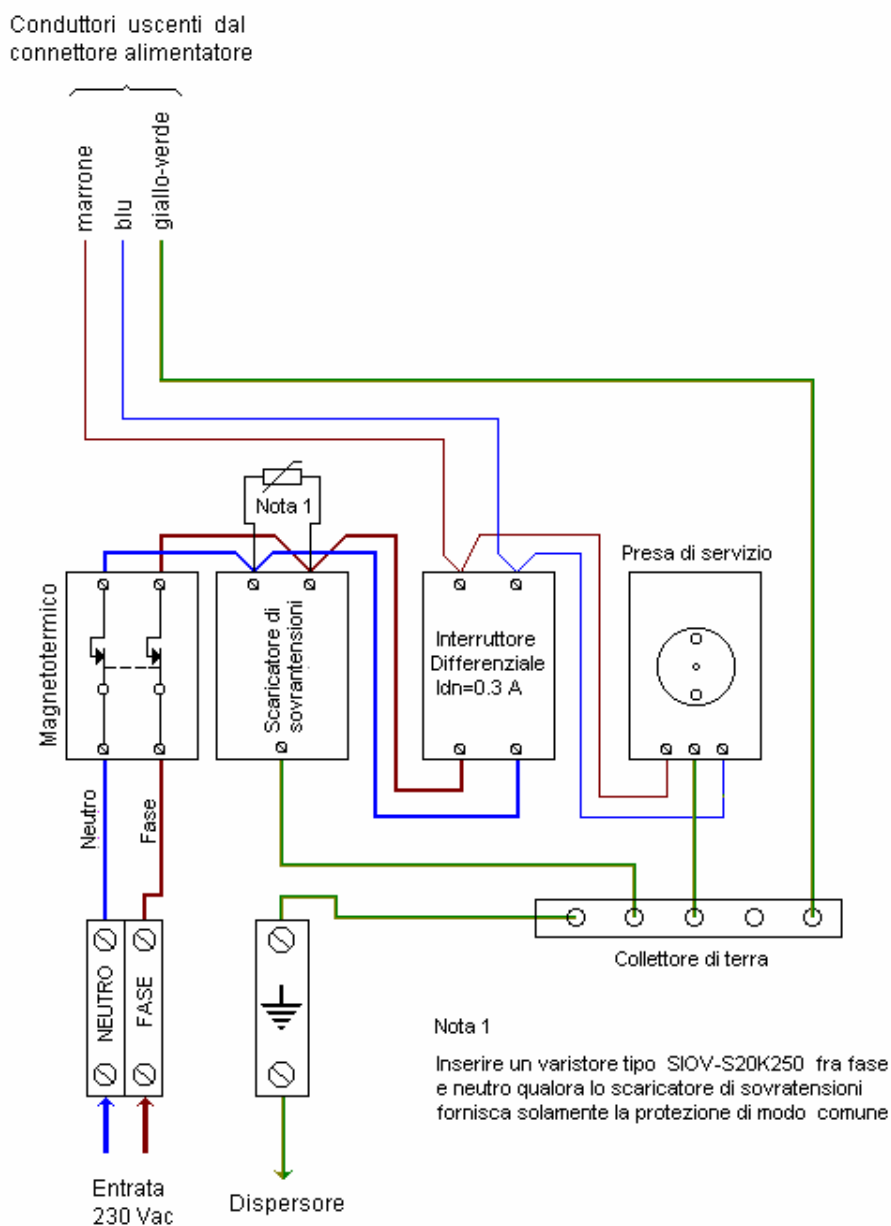 Conduttori uscenti dal
connettore alimentatore
marrone
blu
giallo-verde
Nota 1
Presa di servizio
Magnetotermico
Scaricatore di
sovrantensioni
Interruttore
Differenziale
Idn=0.3 A
Neutro
Fase
NEUTRO
FASE
Collettore di terra
Nota 1
Inserire un varistore tipo SIOV-S20K250 fra fase
e neutro qualora lo scaricatore di sovratensioni
fornisca solamente la protezione di modo comune
Entrata
230 Vac
Dispersore